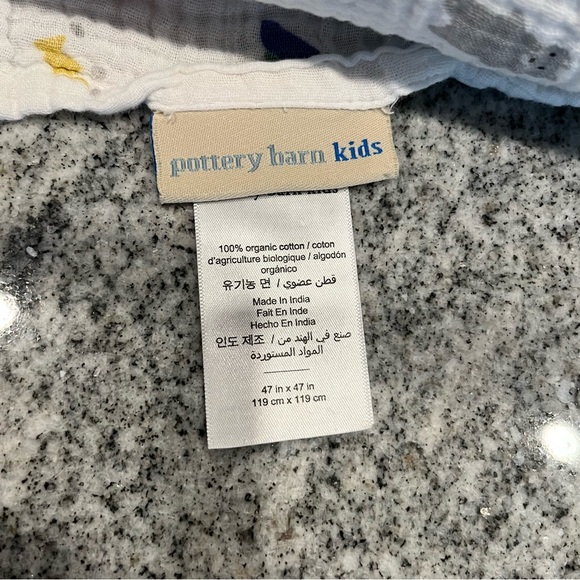 pottery barn kids
100% organic cotton / coton
d'agriculture biologique / algodón
orgánico
유기농 면 / قطن عضوي
Made In India
Fait En Inde
Hecho En India
인도 제조 / صنع في الهند من
المواد المستوردة
47 in x 47 in
119 cm x 119 cm